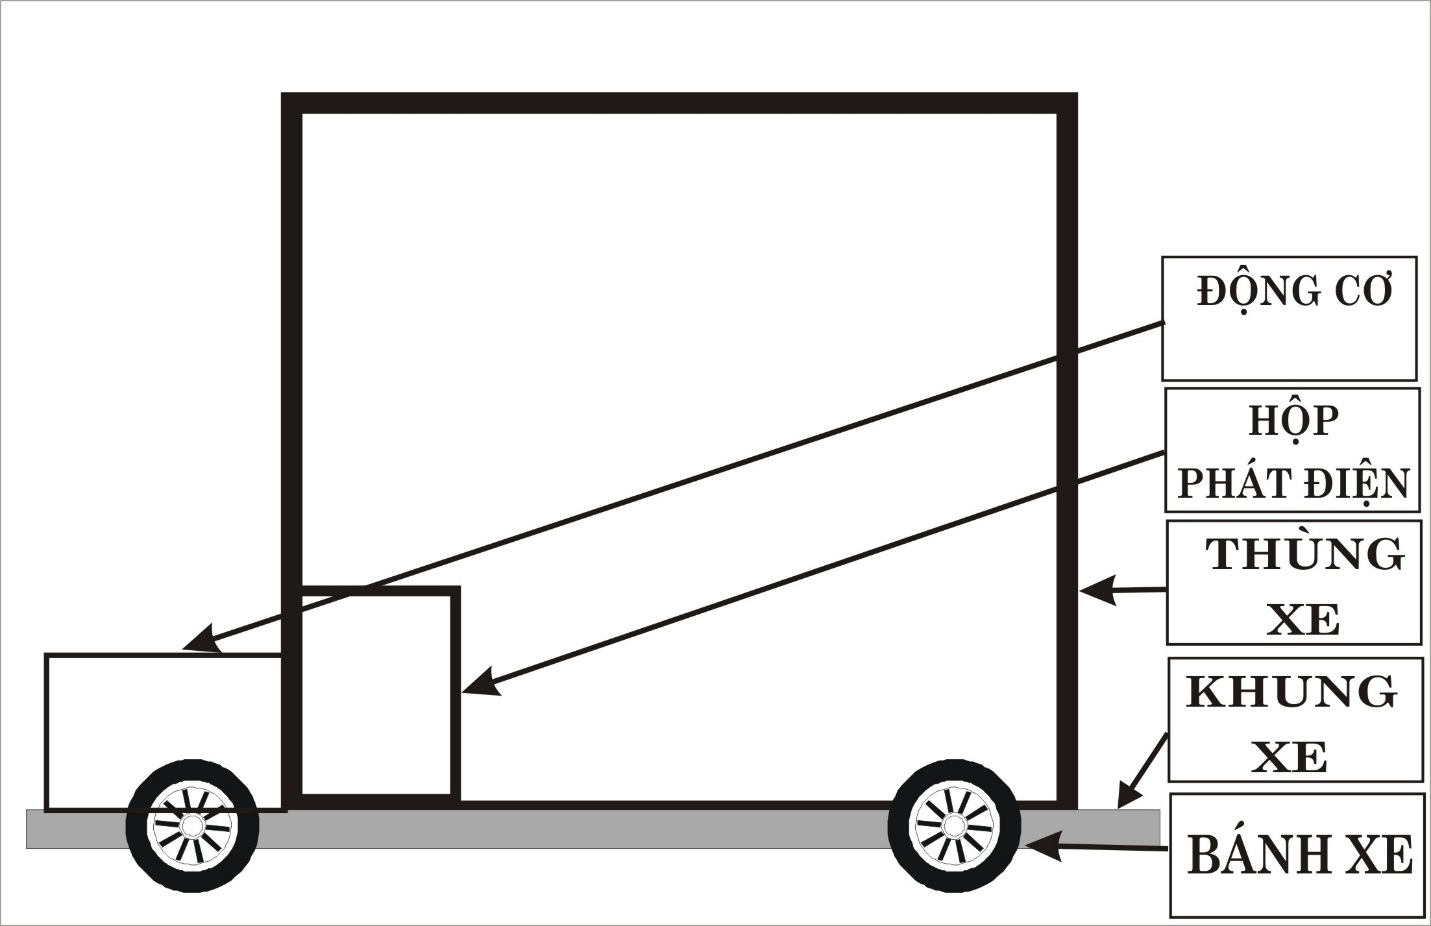 ĐỘNG CƠ
HỘP
PHÁT ĐIỆN
THÙNG
XE
KHUNG
XE
BÁNH XE